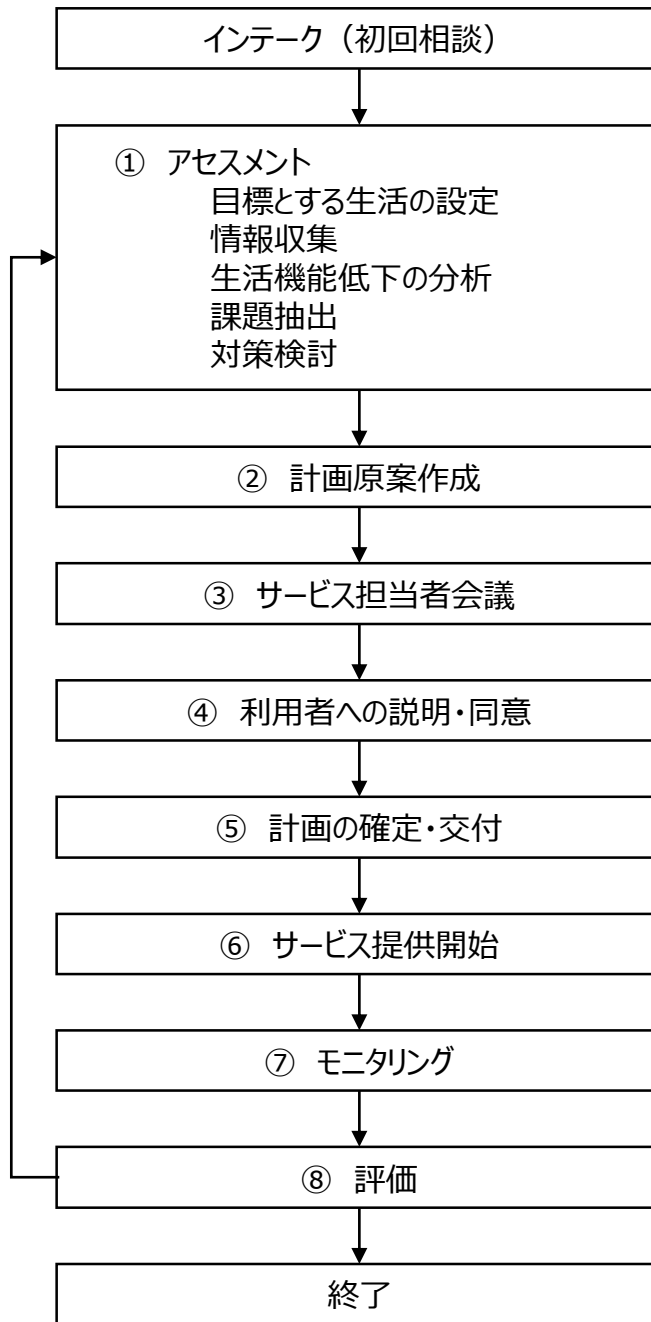 インテーク（初回相談）
① アセスメント
目標とする生活の設定
情報収集
生活機能低下の分析
課題抽出
対策検討
② 計画原案作成
③ サービス担当者会議
④ 利用者への説明・同意
⑤ 計画の確定・交付
⑥ サービス提供開始
⑦ モニタリング
⑧ 評価
終了